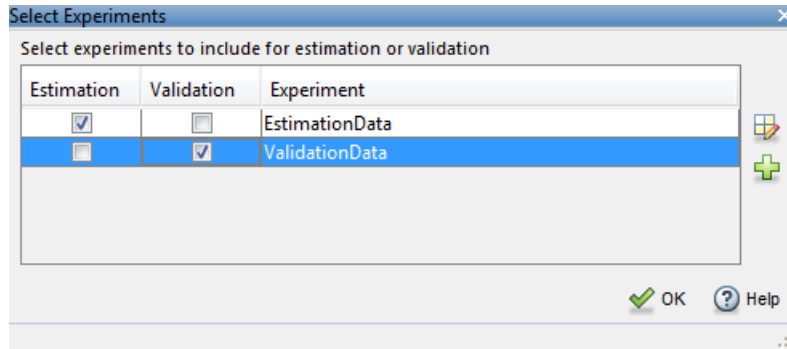 Select Experiments
Select experiments to include for estimation or validation
Estimation Validation Experiment
EstimationData
ValidationData
OK Help